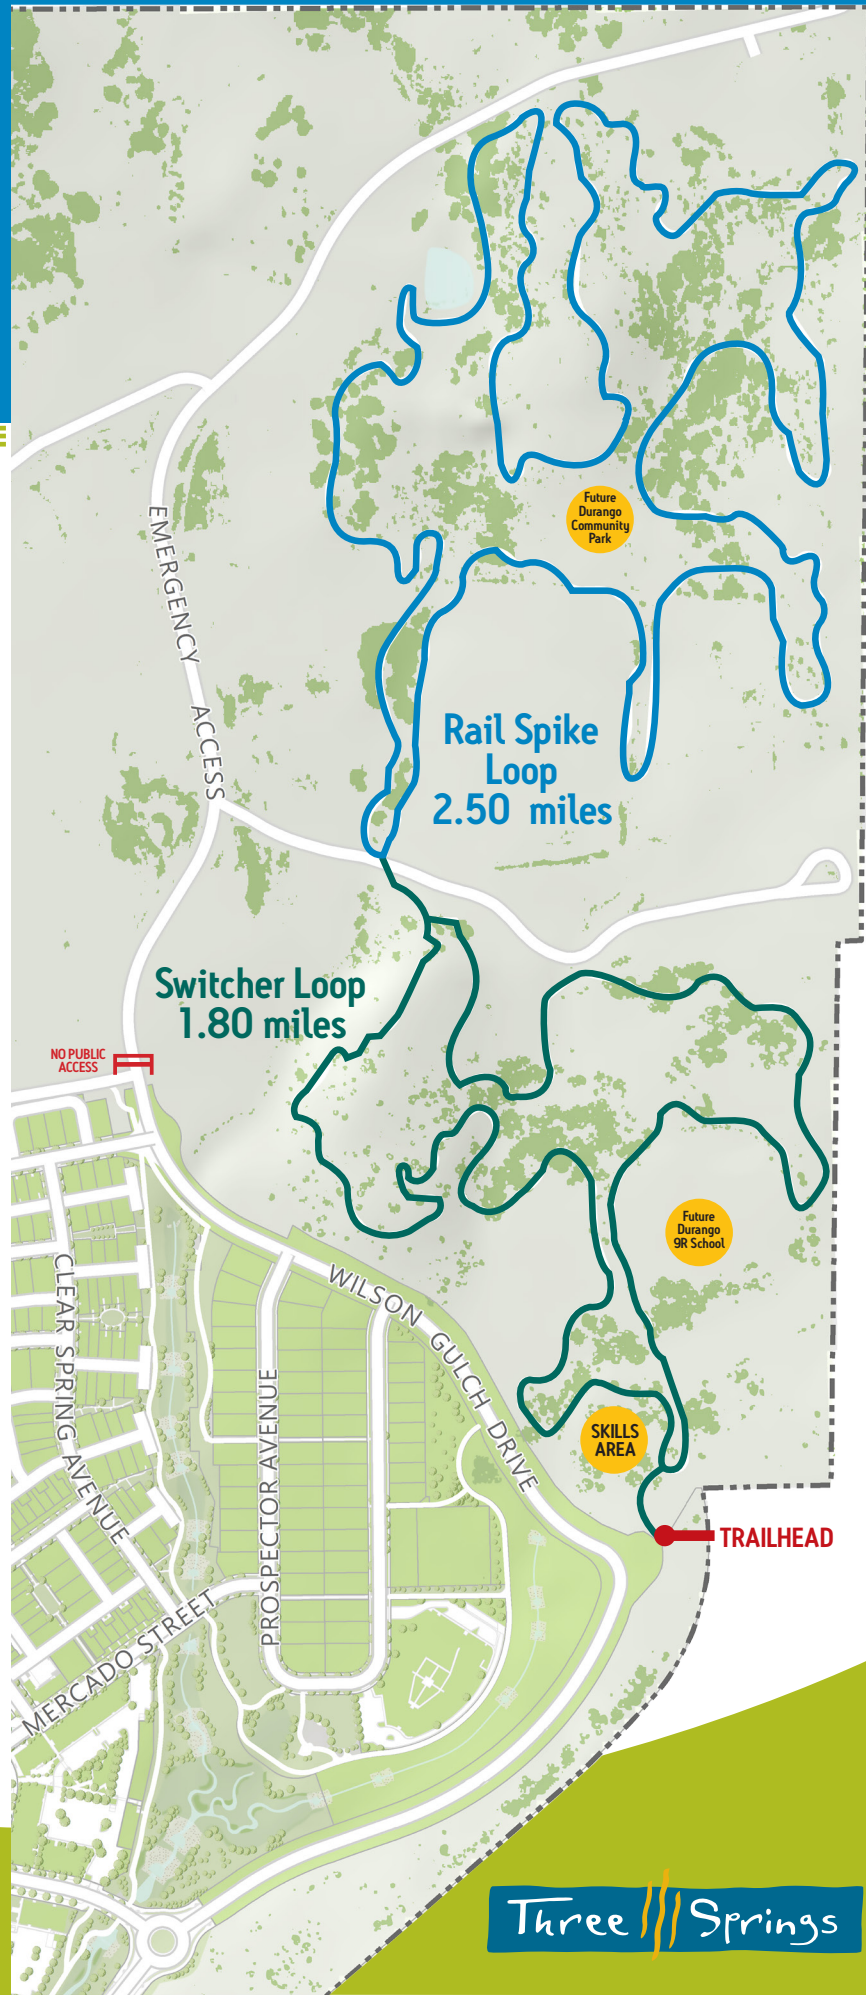 Future
Durango
Community
Park
EMERGENCY ACCESS
Rail Spike
Loop
2.50 miles
Switcher Loop
1.80 miles
NO PUBLIC
ACCESS
Future
Durango
9R School
WILSON GULCH DRIVE
CLEAR SPRING AVENUE
PROSPECTOR AVENUE
SKILLS
AREA
TRAILHEAD
MERCADO STREET
Three Springs